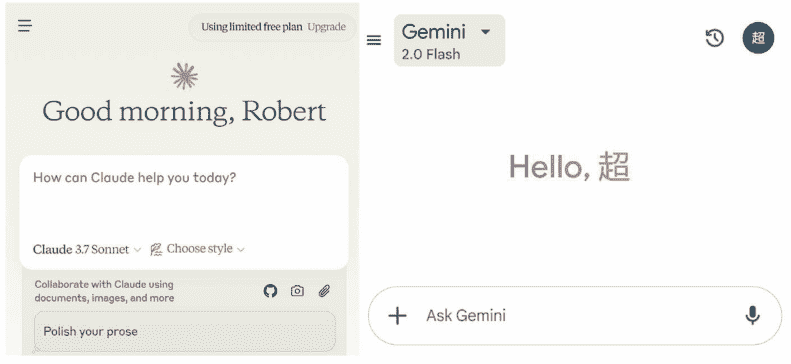 Using limited free plan Upgrade
Good morning, Robert
How can Claude help you today?
Claude 3.7 Sonnet Choose style
Collaborate with Claude using
documents, images, and more
Polish your prose
Gemini
2.0 Flash
超
Hello, 超
Ask Gemini